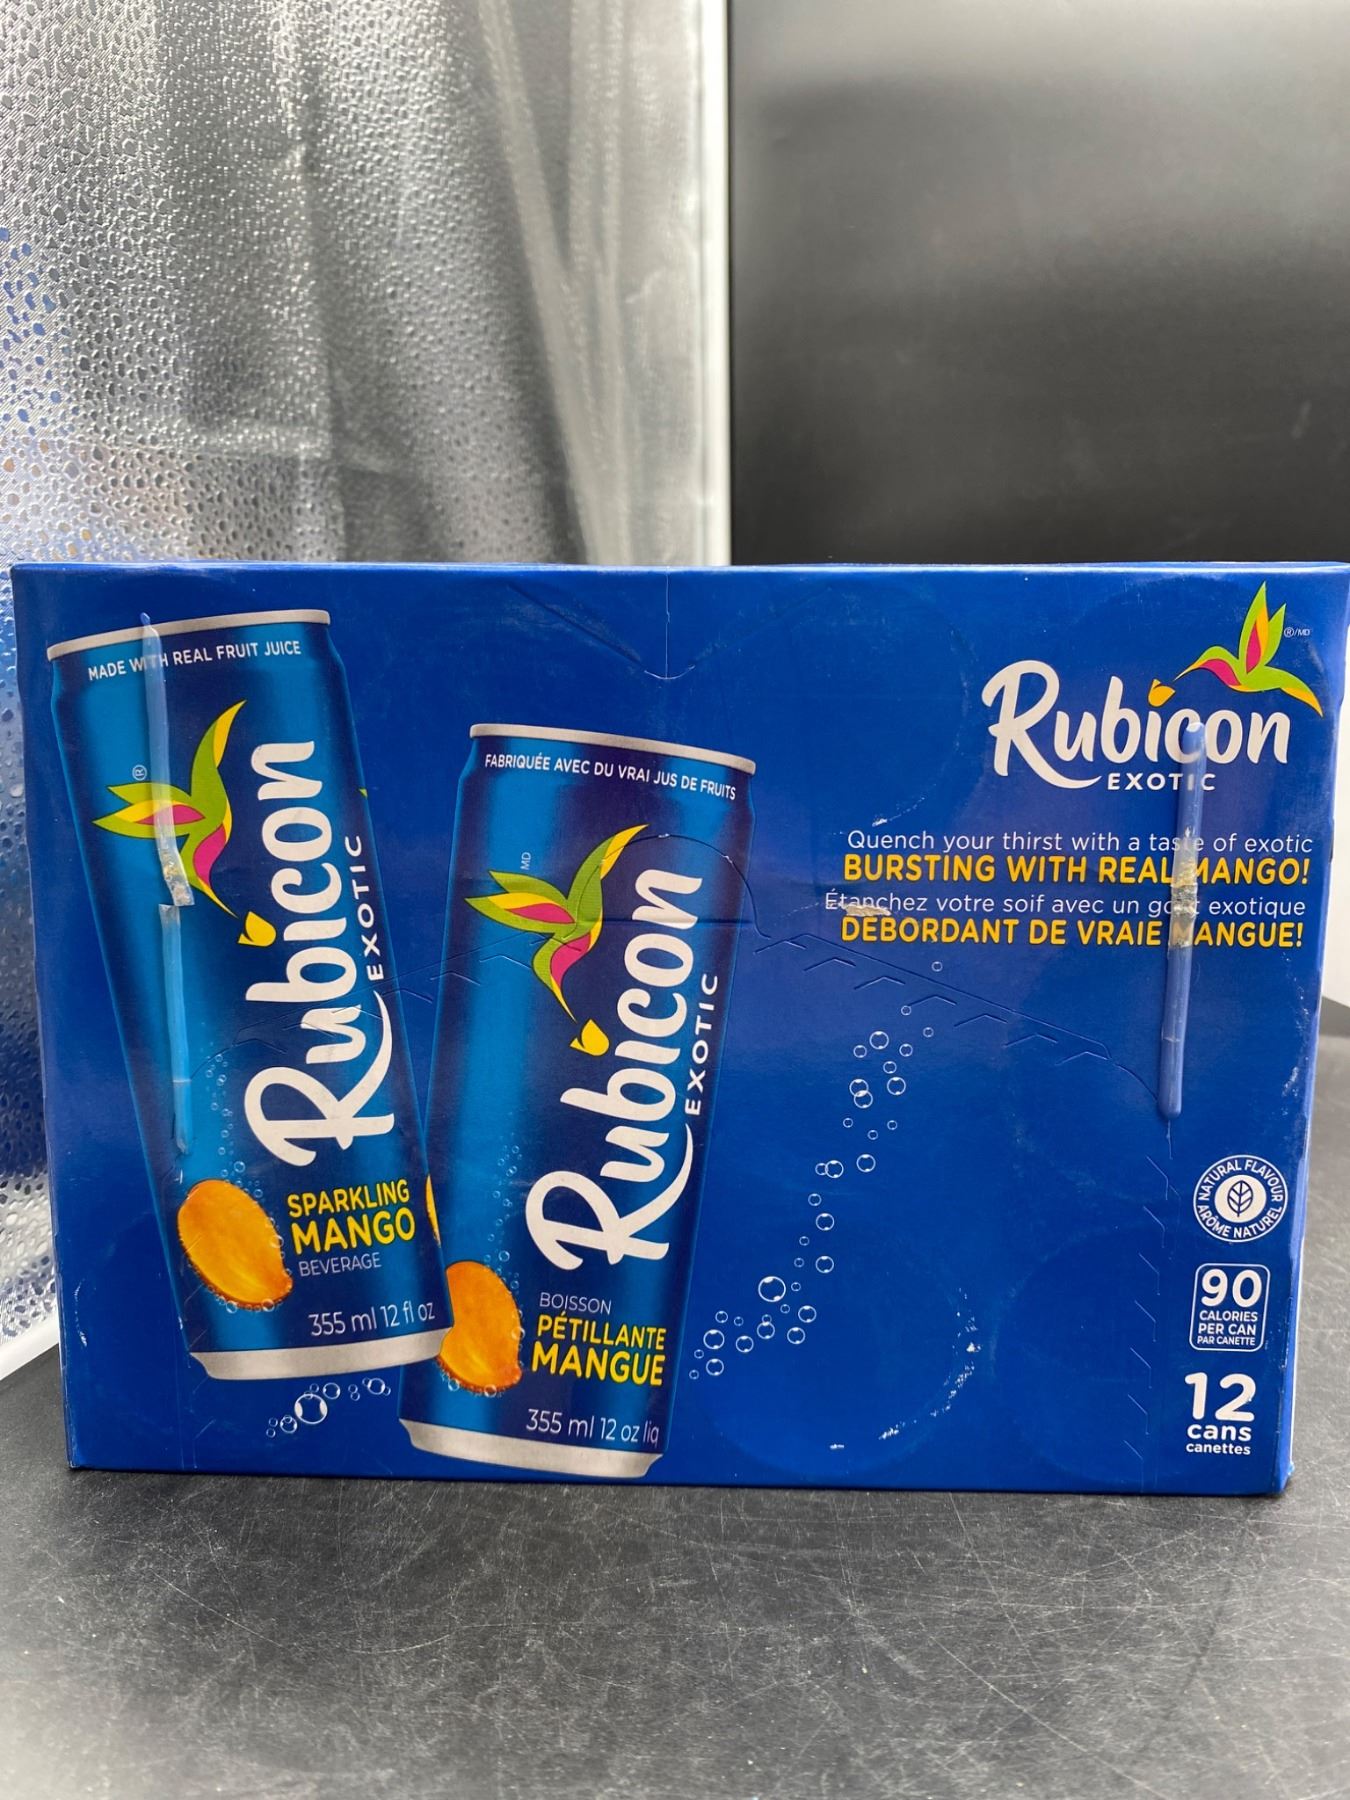 MADE WITH REAL FRUIT JUICE
®
Rubicon
EXOTIC
SPARKLING
MANGO
BEVERAGE
355 ml 12 fl oz
FABRIQUÉE AVEC DU VRAI JUS DE FRUITS
MD
Rubicon
EXOTIC
BOISSON
PÉTILLANTE
MANGUE
355 ml 12 oz liq
®/MD
Rubicon
EXOTIC
Quench your thirst with a taste of exotic
BURSTING WITH REAL MANGO!
Étanchez votre soif avec un goût exotique
DÉBORDANT DE VRAIE MANGUE!
NATURAL FLAVOUR
ARÔME NATUREL
90
CALORIES
PER CAN
PAR CANETTE
12
cans
canettes